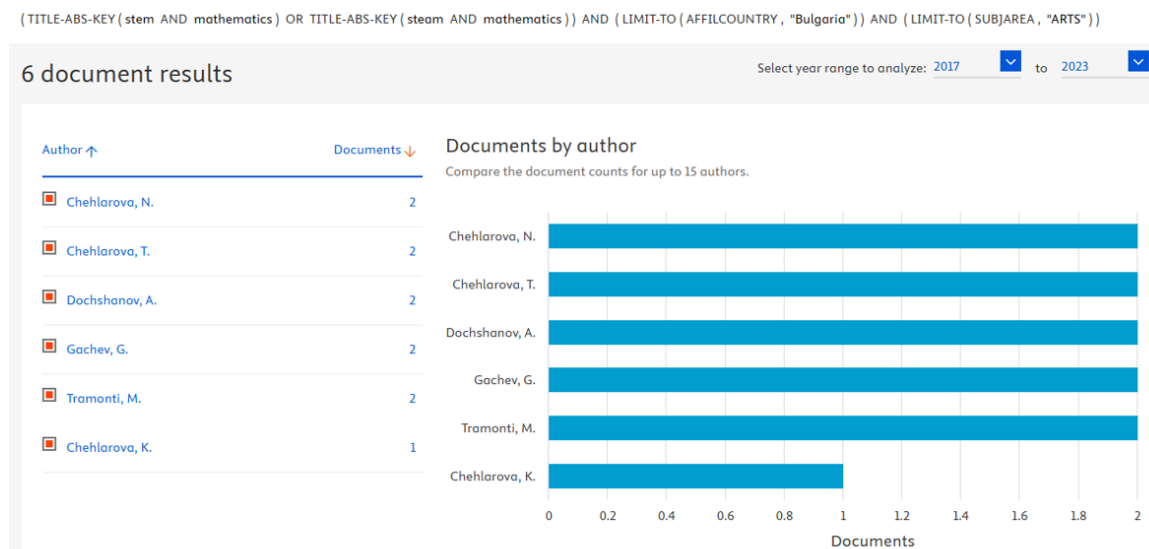 (TITLE-ABS-KEY(stem AND mathematics) OR TITLE-ABS-KEY(steam AND mathematics)) AND (LIMIT-TO(AFFILCOUNTRY, "Bulgaria")) AND (LIMIT-TO(SUBJAREA, "ARTS"))
6 document results
Select year range to analyze: 2017 to 2023
Author Documents
Chehlarova, N. 2
Chehlarova, T. 2
Dochshanov, A. 2
Gachev, G. 2
Tramonti, M. 2
Chehlarova, K. 1
Documents by author
Compare the document counts for up to 15 authors.
Chehlarova, N.
Chehlarova, T.
Dochshanov, A.
Gachev, G.
Tramonti, M.
Chehlarova, K.
0 0.2 0.4 0.6 0.8 1 1.2 1.4 1.6 1.8 2
Documents